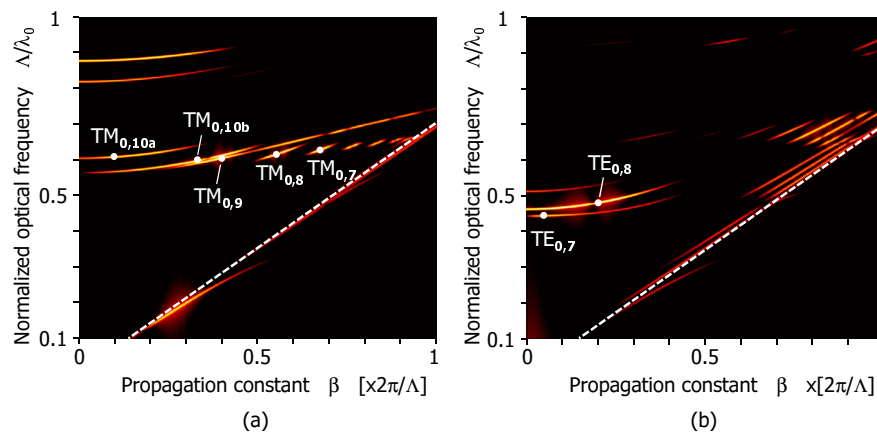 1
0.5
0.1
Normalized optical frequency Λ/λ0
TM0,10a
TM0,10b
TM0,9
TM0,8
TM0,7
0
0.5
1
Propagation constant β [x2π/Λ]
(a)
1
0.5
0.1
Normalized optical frequency Λ/λ0
TE0,8
TE0,7
0
0.5
Propagation constant β x[2π/Λ]
(b)